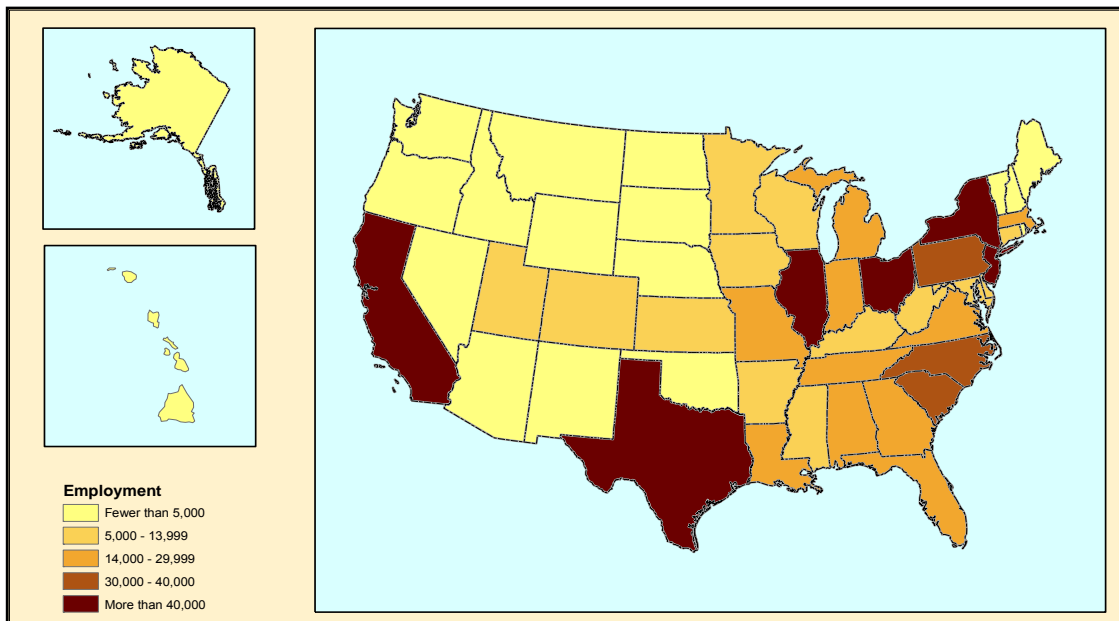 Employment
Fewer than 5,000
5,000 - 13,999
14,000 - 29,999
30,000 - 40,000
More than 40,000